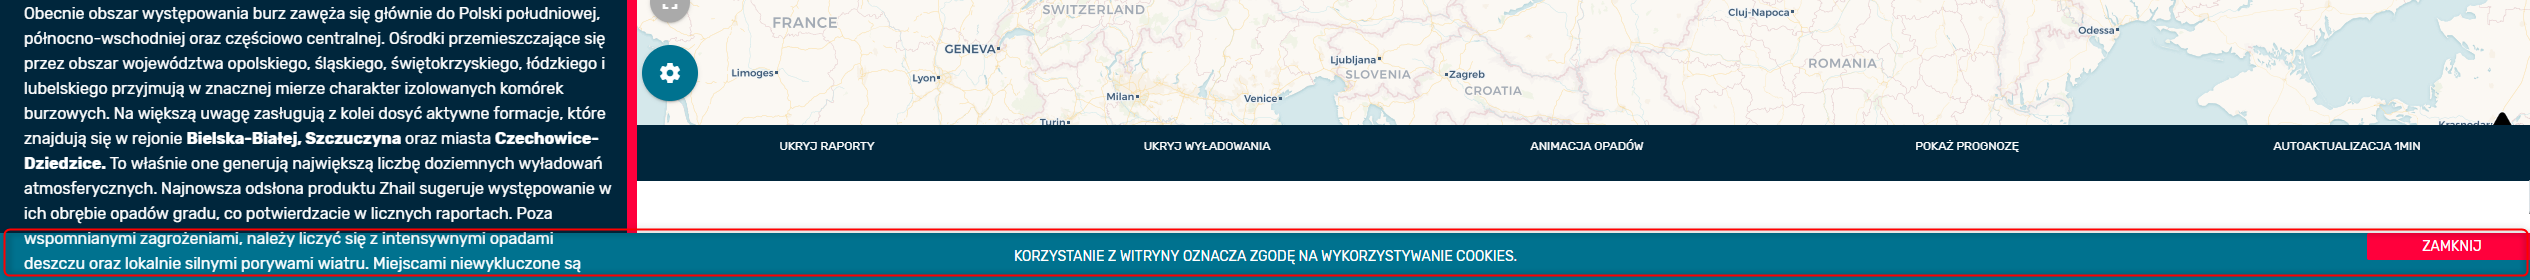 Obecnie obszar występowania burz zawęża się głównie do Polski południowej,
północno-wschodniej oraz częściowo centralnej. Ośrodki przemieszczające się
przez obszar województwa opolskiego, śląskiego, świętokrzyskiego, łódzkiego i
lubelskiego przyjmują w znacznej mierze charakter izolowanych komórek
burzowych. Na większą uwagę zasługują z kolei dosyć aktywne formacje, które
znajdują się w rejonie Bielska-Białej, Szczuczyna oraz miasta Czechowice-
Dziedzice. To właśnie one generują największą liczbę doziemnych wyładowań
atmosferycznych. Najnowsza odsłona produktu Zhail sugeruje występowanie w
ich obrębie opadów gradu, co potwierdzacie w licznych raportach. Poza
wspomnianymi zagrożeniami, należy liczyć się z intensywnymi opadami
deszczu oraz lokalnie silnymi porywami wiatru. Miejscami niewykluczone są
SWITZERLAND
FRANCE
Cluj-Napoca
Odessa
GENEVA
Ljubljana
ROMANIA
Limoges
Lyon
SLOVENIA
Zagreb
CROATIA
Milan
Venice
Turin
Krasnodar
UKRYJ RAPORTY
UKRYJ WYŁADOWANIA
ANIMACJA OPADÓW
POKAŻ PROGNOZĘ
AUTOAKTUALIZACJA 1MIN
KORZYSTANIE Z WITRYNY OZNACZA ZGODĘ NA WYKORZYSTYWANIE COOKIES.
ZAMKNIJ